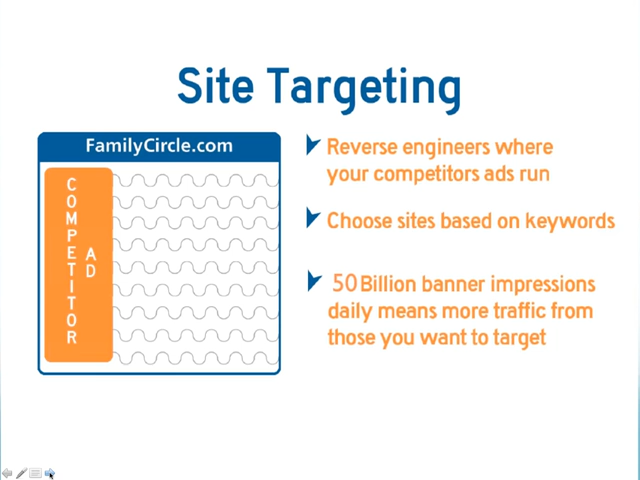 Site Targeting
FamilyCircle.com
COMPETITOR
AD
Reverse engineers where
your competitors ads run
Choose sites based on keywords
50 Billion banner impressions
daily means more traffic from
those you want to target